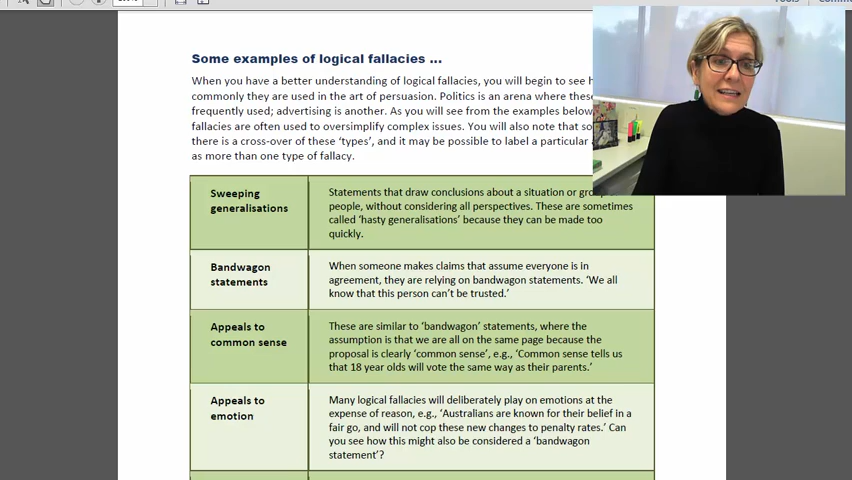 Some examples of logical fallacies ...
When you have a better understanding of logical fallacies, you will begin to see
commonly they are used in the art of persuasion. Politics is an arena where
frequently used; advertising is another. As you will see from the examples below
fallacies are often used to oversimplify complex issues. You will also note that
there is a cross-over of these ‘types’, and it may be possible to label a particular
as more than one type of fallacy.
Sweeping
generalisations
Statements that draw conclusions about a situation or
people, without considering all perspectives. These are sometimes
called ‘hasty generalisations’ because they can be made too
quickly.
Bandwagon
statements
When someone makes claims that assume everyone is in
agreement, they are relying on bandwagon statements. ‘We all
know that this person can’t be trusted.’
Appeals to
common sense
These are similar to ‘bandwagon’ statements, where the
assumption is that we are all on the same page because the
proposal is clearly ‘common sense’, e.g., ‘Common sense tells us
that 18 year olds will vote the same way as their parents.’
Appeals to
emotion
Many logical fallacies will deliberately play on emotions at the
expense of reason, e.g., ‘Australians are known for their belief in a
fair go, and will not cop these new changes to penalty rates.’ Can
you see how this might also be considered a ‘bandwagon
statement’?